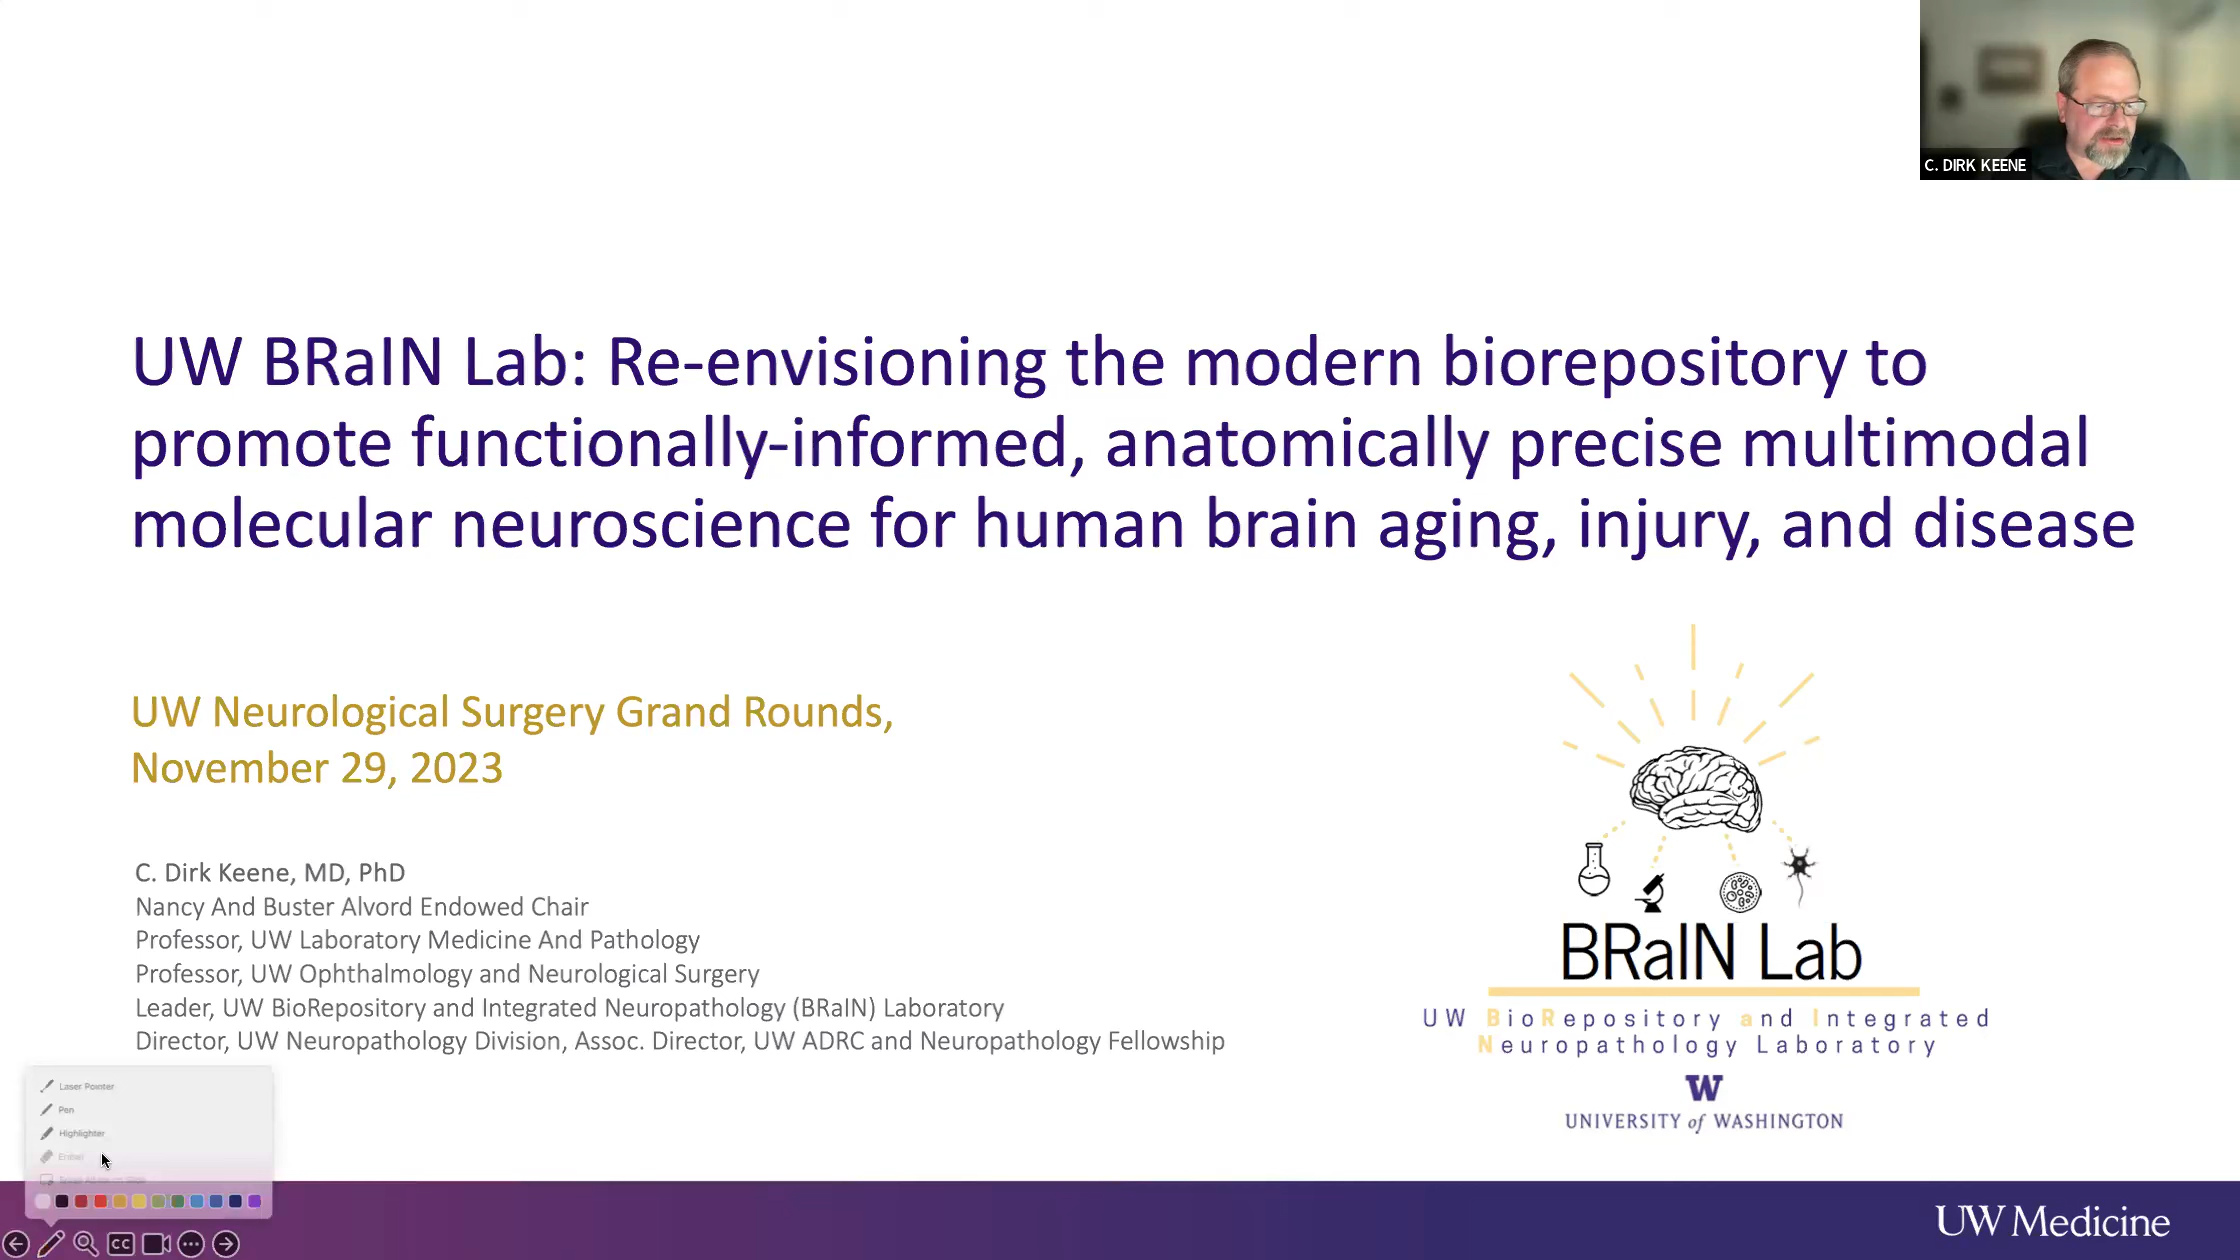 C. DIRK KEENE
UW BRaIN Lab: Re-envisioning the modern biorepository to
promote functionally-informed, anatomically precise multimodal
molecular neuroscience for human brain aging, injury, and disease
UW Neurological Surgery Grand Rounds,
November 29, 2023
C. Dirk Keene, MD, PhD
Nancy And Buster Alvord Endowed Chair
Professor, UW Laboratory Medicine And Pathology
Professor, UW Ophthalmology and Neurological Surgery
Leader, UW BioRepository and Integrated Neuropathology (BRaIN) Laboratory
Director, UW Neuropathology Division, Assoc. Director, UW ADRC and Neuropathology Fellowship
BRaIN Lab
UW BioRepository and Integrated
Neuropathology Laboratory
W
UNIVERSITY of WASHINGTON
Laser Pointer
Pen
Highlighter
Eraser
CC
UW Medicine